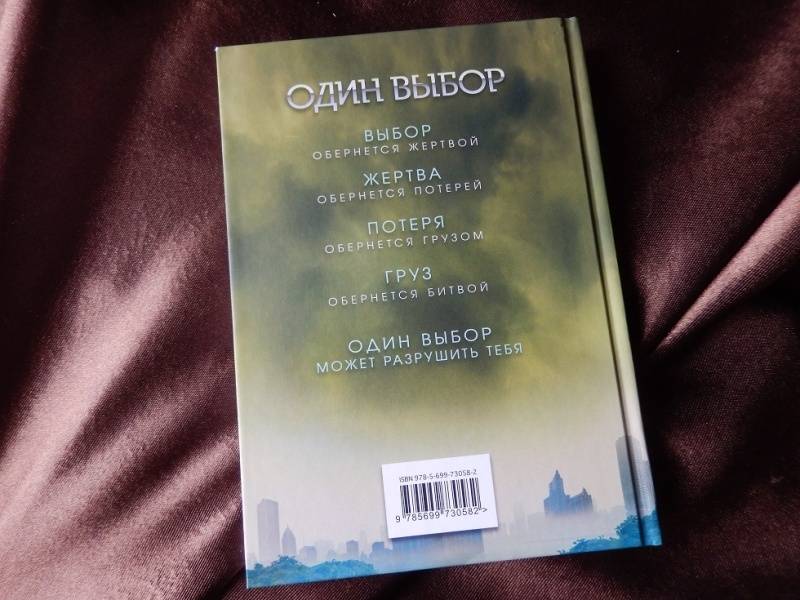 ОДИН ВЫБОР
ВЫБОР
ОБЕРНЕТСЯ ЖЕРТВОЙ
ЖЕРТВА
ОБЕРНЕТСЯ ПОТЕРЕЙ
ПОТЕРЯ
ОБЕРНЕТСЯ ГРУЗОМ
ГРУЗ
ОБЕРНЕТСЯ БИТВОЙ
ОДИН ВЫБОР
МОЖЕТ РАЗРУШИТЬ ТЕБЯ
ISBN 978-5-699-73058-2
9 785699 730582 >